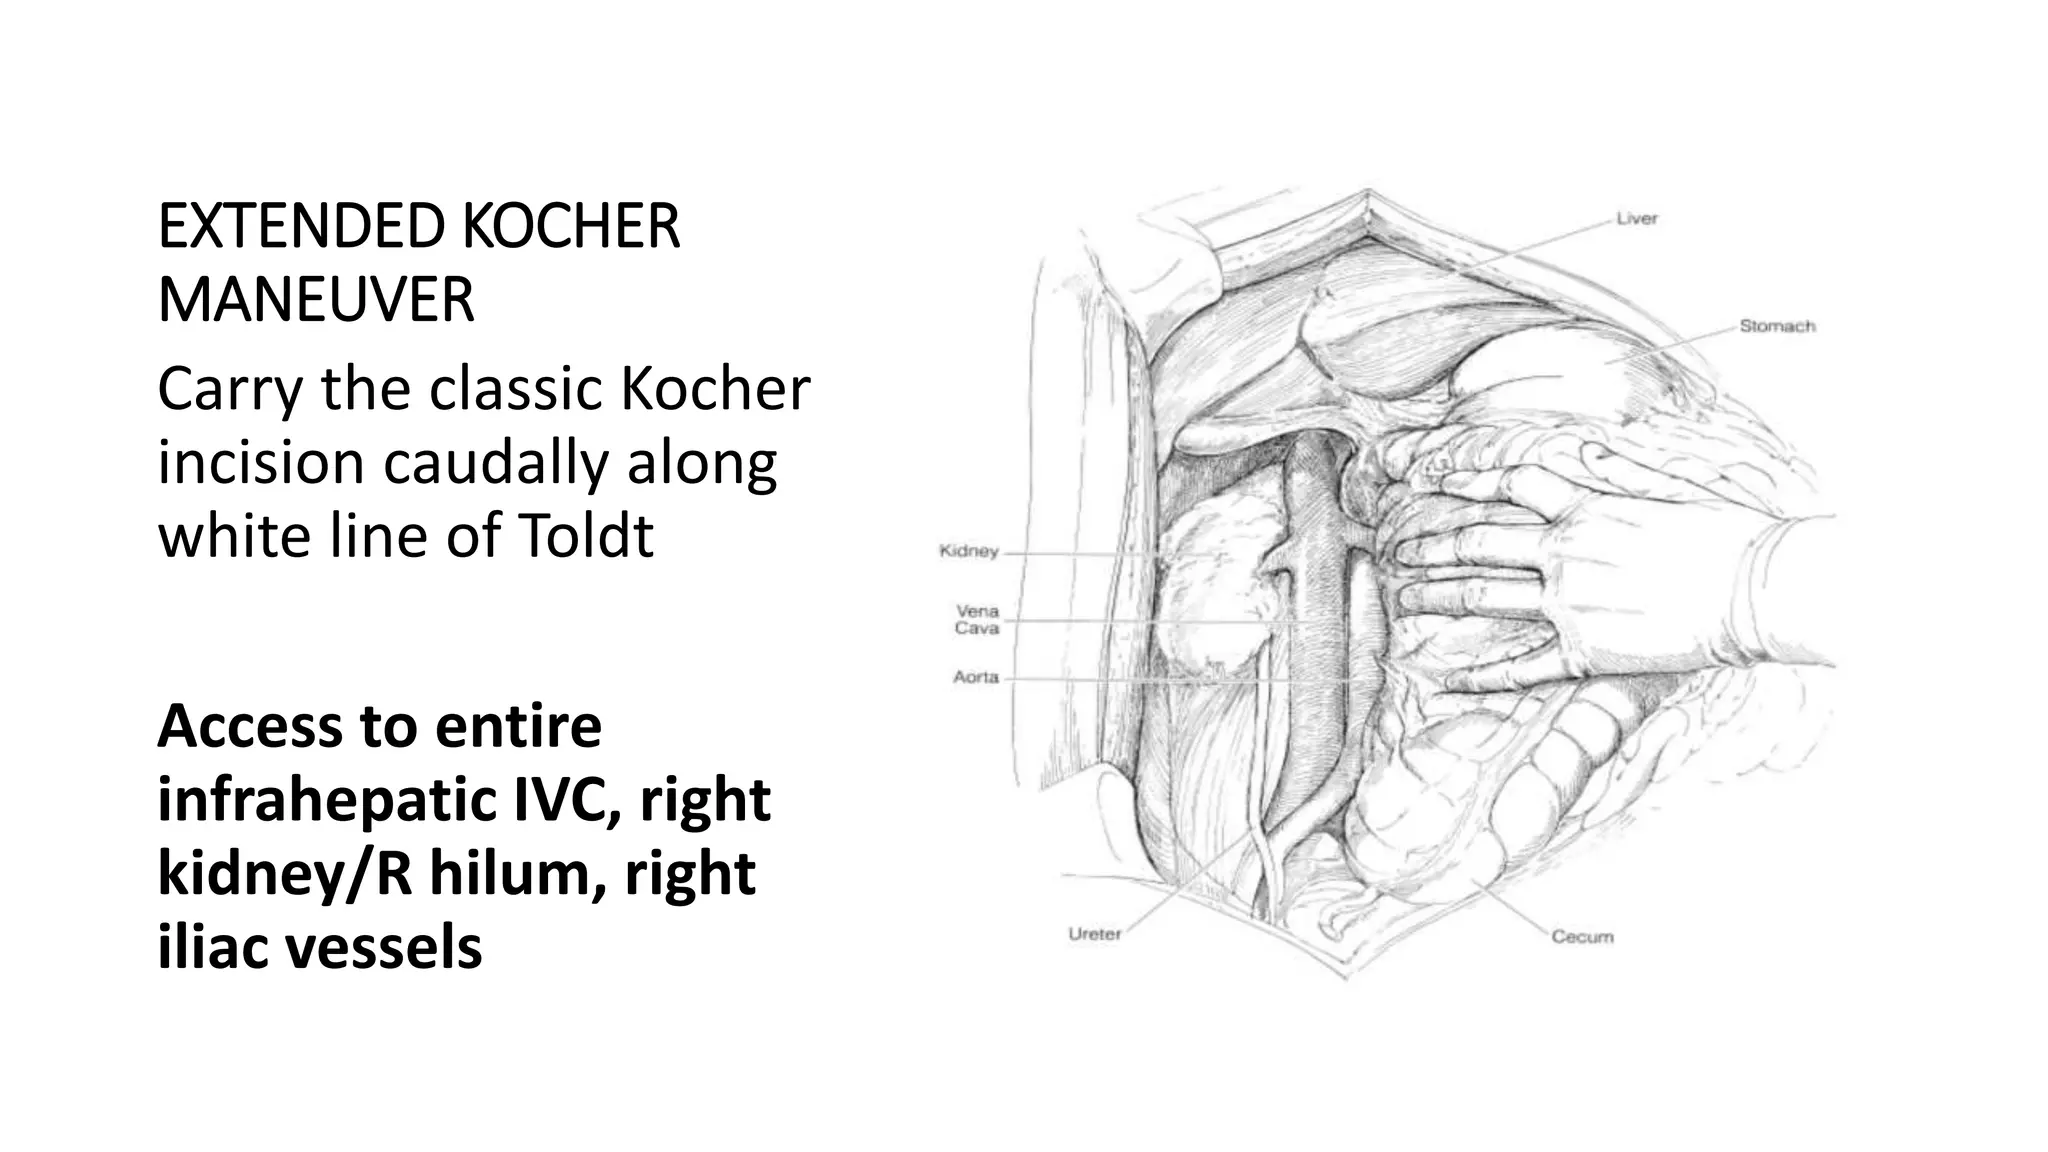 EXTENDED KOCHER
MANEUVER
Carry the classic Kocher
incision caudally along
white line of Toldt
Access to entire
infrahepatic IVC, right
kidney/R hilum, right
iliac vessels
Liver
Stomach
Kidney
Vena
Cava
Aorta
Ureter
Cecum